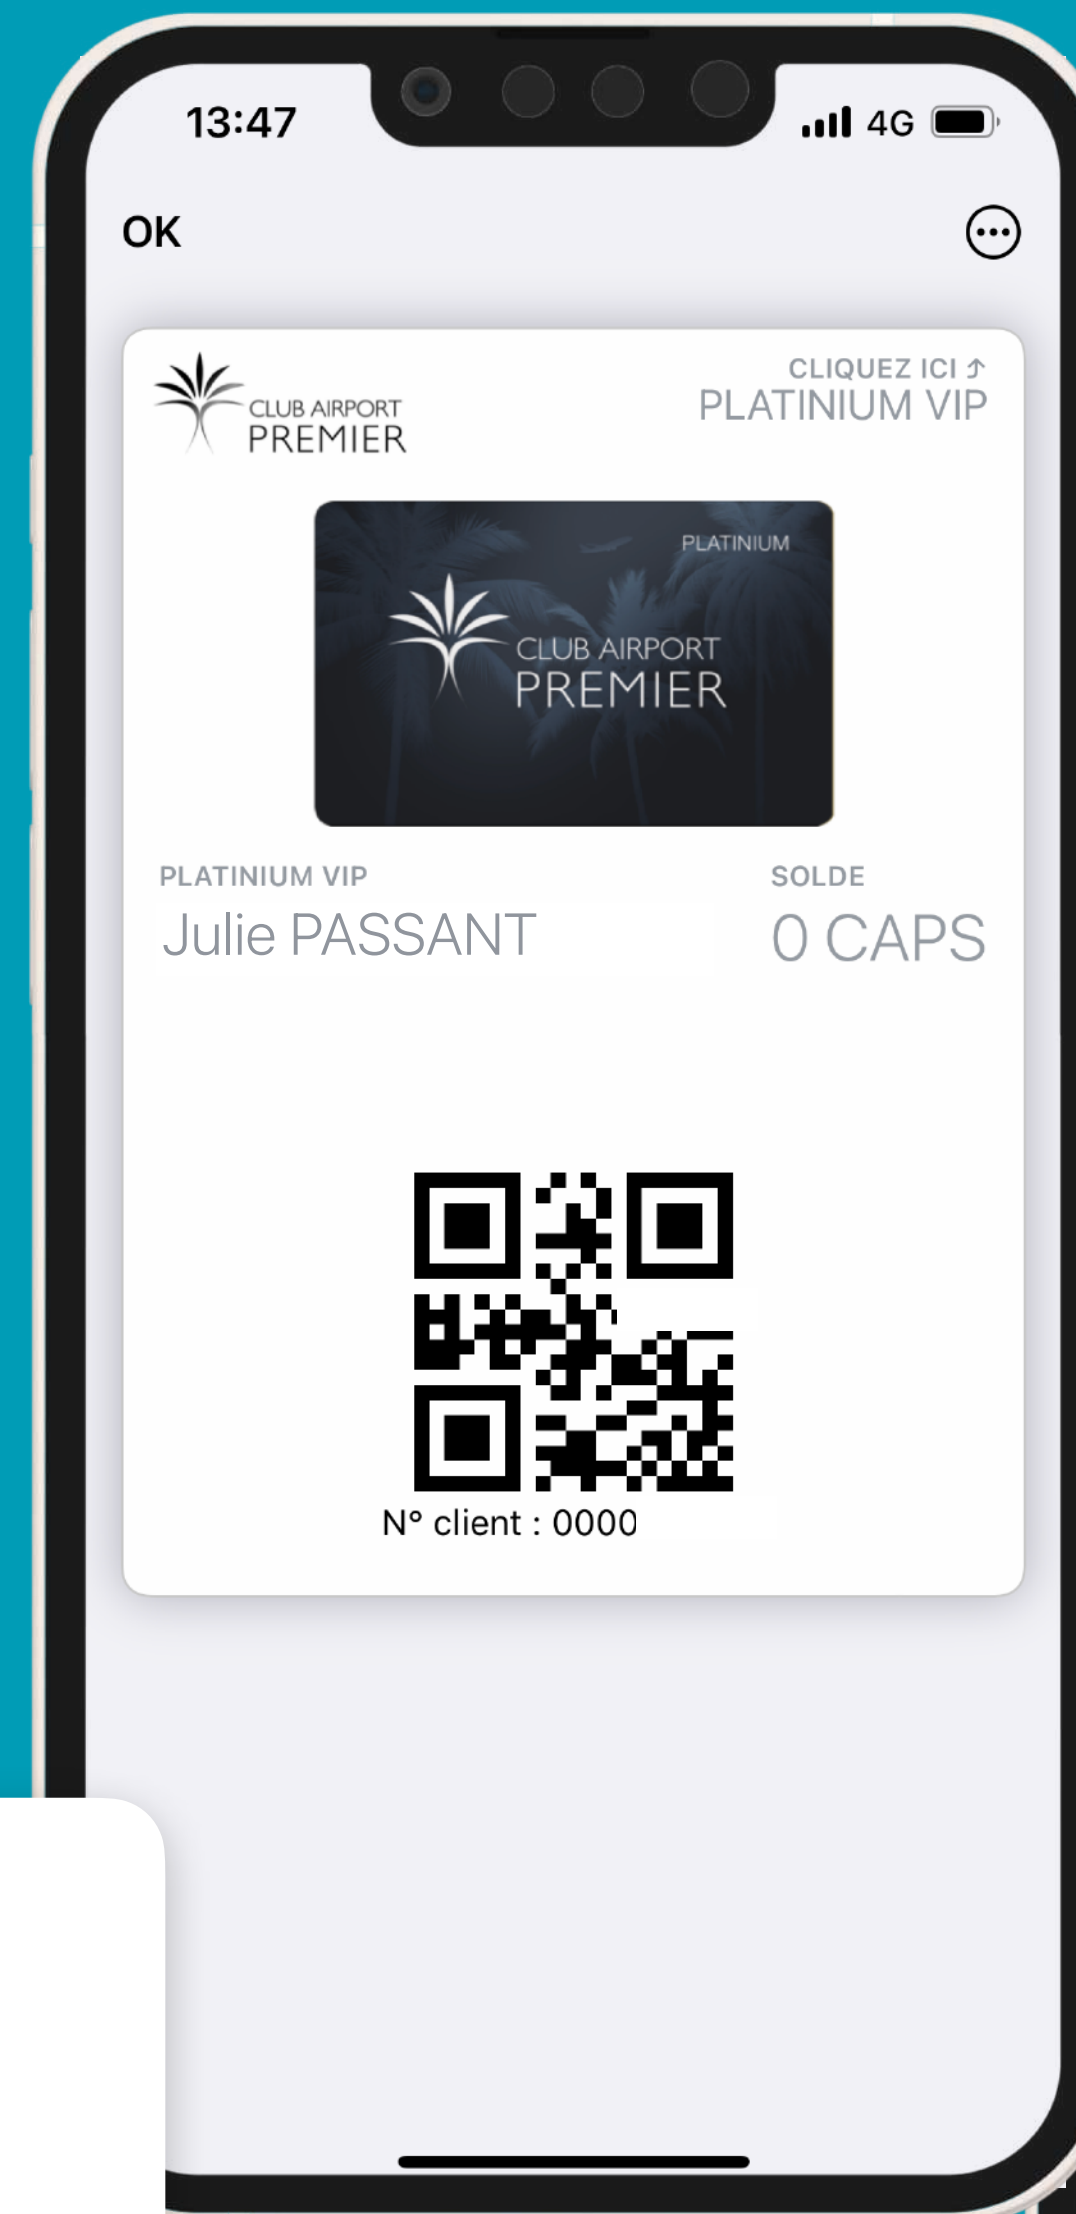 13:47
4G
OK
CLUB AIRPORT
PREMIER
CLIQUEZ ICI
PLATINIUM VIP
PLATINIUM
CLUB AIRPORT
PREMIER
PLATINIUM VIP
SOLDE
Julie PASSANT
0 CAPS
N° client : 0000